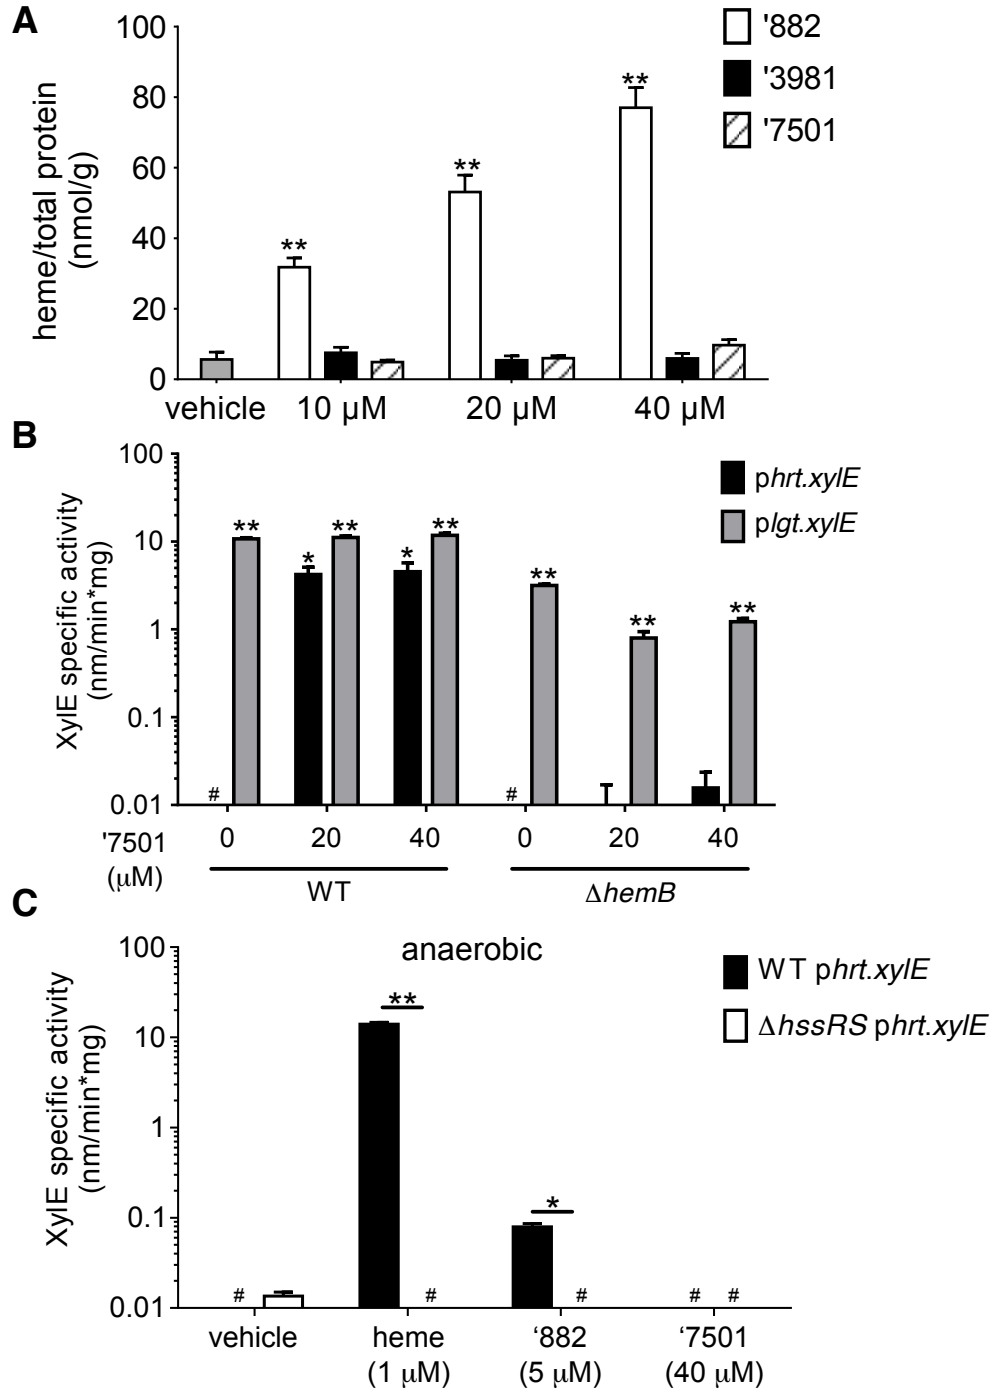 A
100
80
60
40
20
0
heme/total protein
(nmol/g)
'882
'3981
'7501
**
**
**
vehicle 10 μM 20 μM 40 μM
B
100
10
1
0.1
0.01
XylE specific activity
(nm/min*mg)
phrt.xylE
plgt.xylE
# ** * ** * ** # ** ** **
'7501
(μM)
0 20 40 0 20 40
WT ΔhemB
C
anaerobic
100
10
1
0.1
0.01
XylE specific activity
(nm/min*mg)
WT phrt.xylE
ΔhssRS phrt.xylE
# ** # * # # #
vehicle heme '882 '7501
(1 μM) (5 μM) (40 μM)